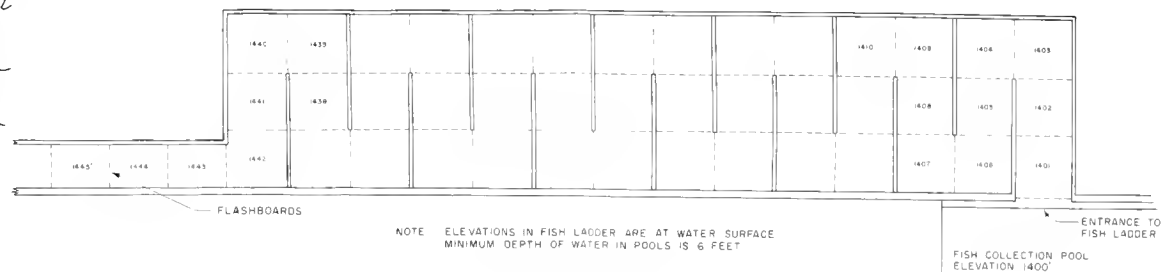 1440 1439 1410 1409 1404 1403
1441 1438 1408 1405 1402
1445' 1444 1443 1442 1407 1406 1401
FLASHBOARDS
NOTE ELEVATIONS IN FISH LADDER ARE AT WATER SURFACE
MINIMUM DEPTH OF WATER IN POOLS IS 6 FEET
ENTRANCE TO
FISH LADDER
FISH COLLECTION POOL
ELEVATION 1400'